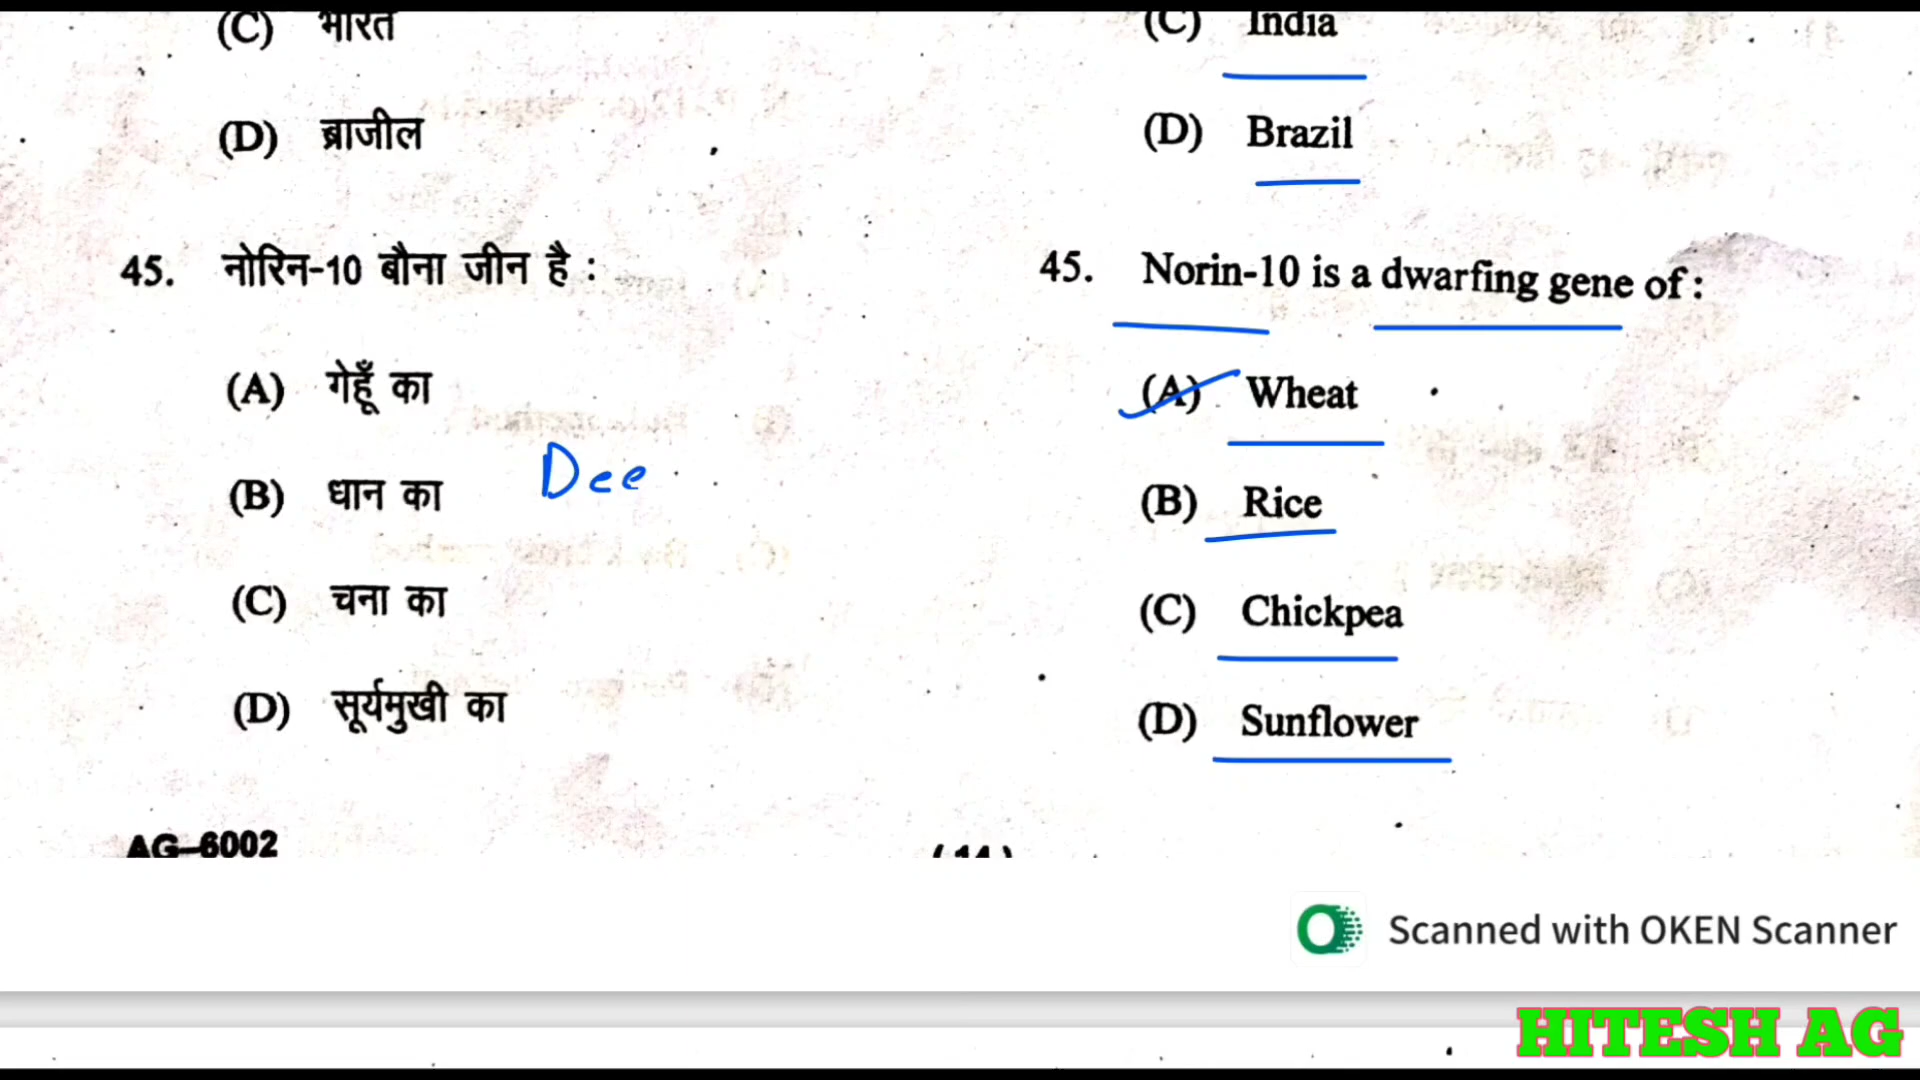 (C) भारत
(D) ब्राजील
45. नोरिन-10 बौना जीन है :
(A) गेहूँ का
(B) धान का
Dee
(C) चना का
(D) सूर्यमुखी का
AG-6002
(C) India
(D) Brazil
45. Norin-10 is a dwarfing gene of :
(A) Wheat
(B) Rice
(C) Chickpea
(D) Sunflower
(14)
Scanned with OKEN Scanner
HITESH AG